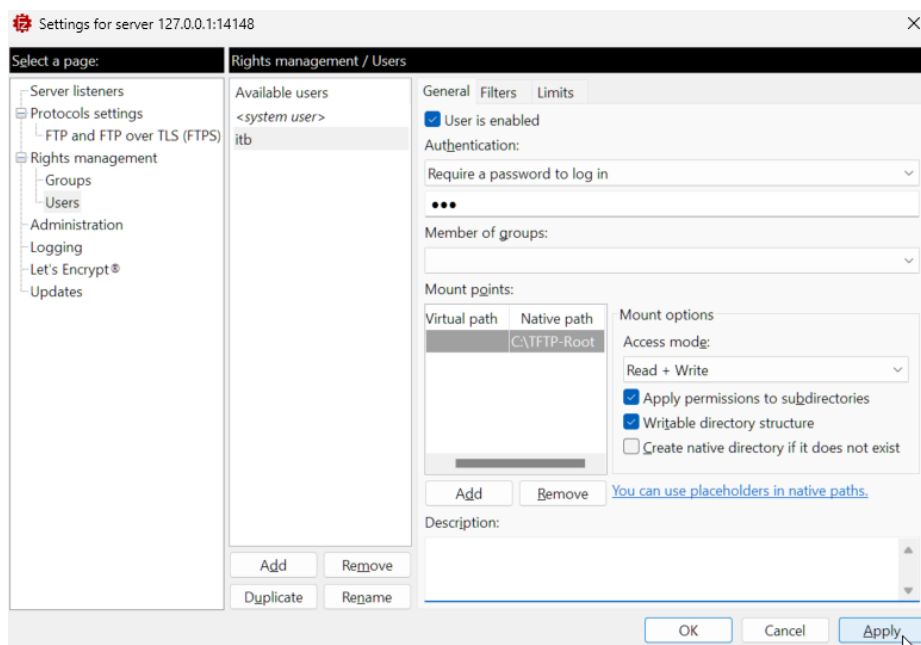 Settings for server 127.0.0.1:14148
Select a page:
Server listeners
Protocols settings
FTP and FTP over TLS (FTPS)
Rights management
Groups
Users
Administration
Logging
Let's Encrypt®
Updates
Rights management / Users
Available users
<system user>
itb
Add
Remove
Duplicate
Rename
General
Filters
Limits
User is enabled
Authentication:
Require a password to log in
•••
Member of groups:
Mount points:
Virtual path
Native path
C:\TFTP-Root
Mount options
Access mode:
Read + Write
Apply permissions to subdirectories
Writable directory structure
Create native directory if it does not exist
Add
Remove
You can use placeholders in native paths.
Description:
OK
Cancel
Apply